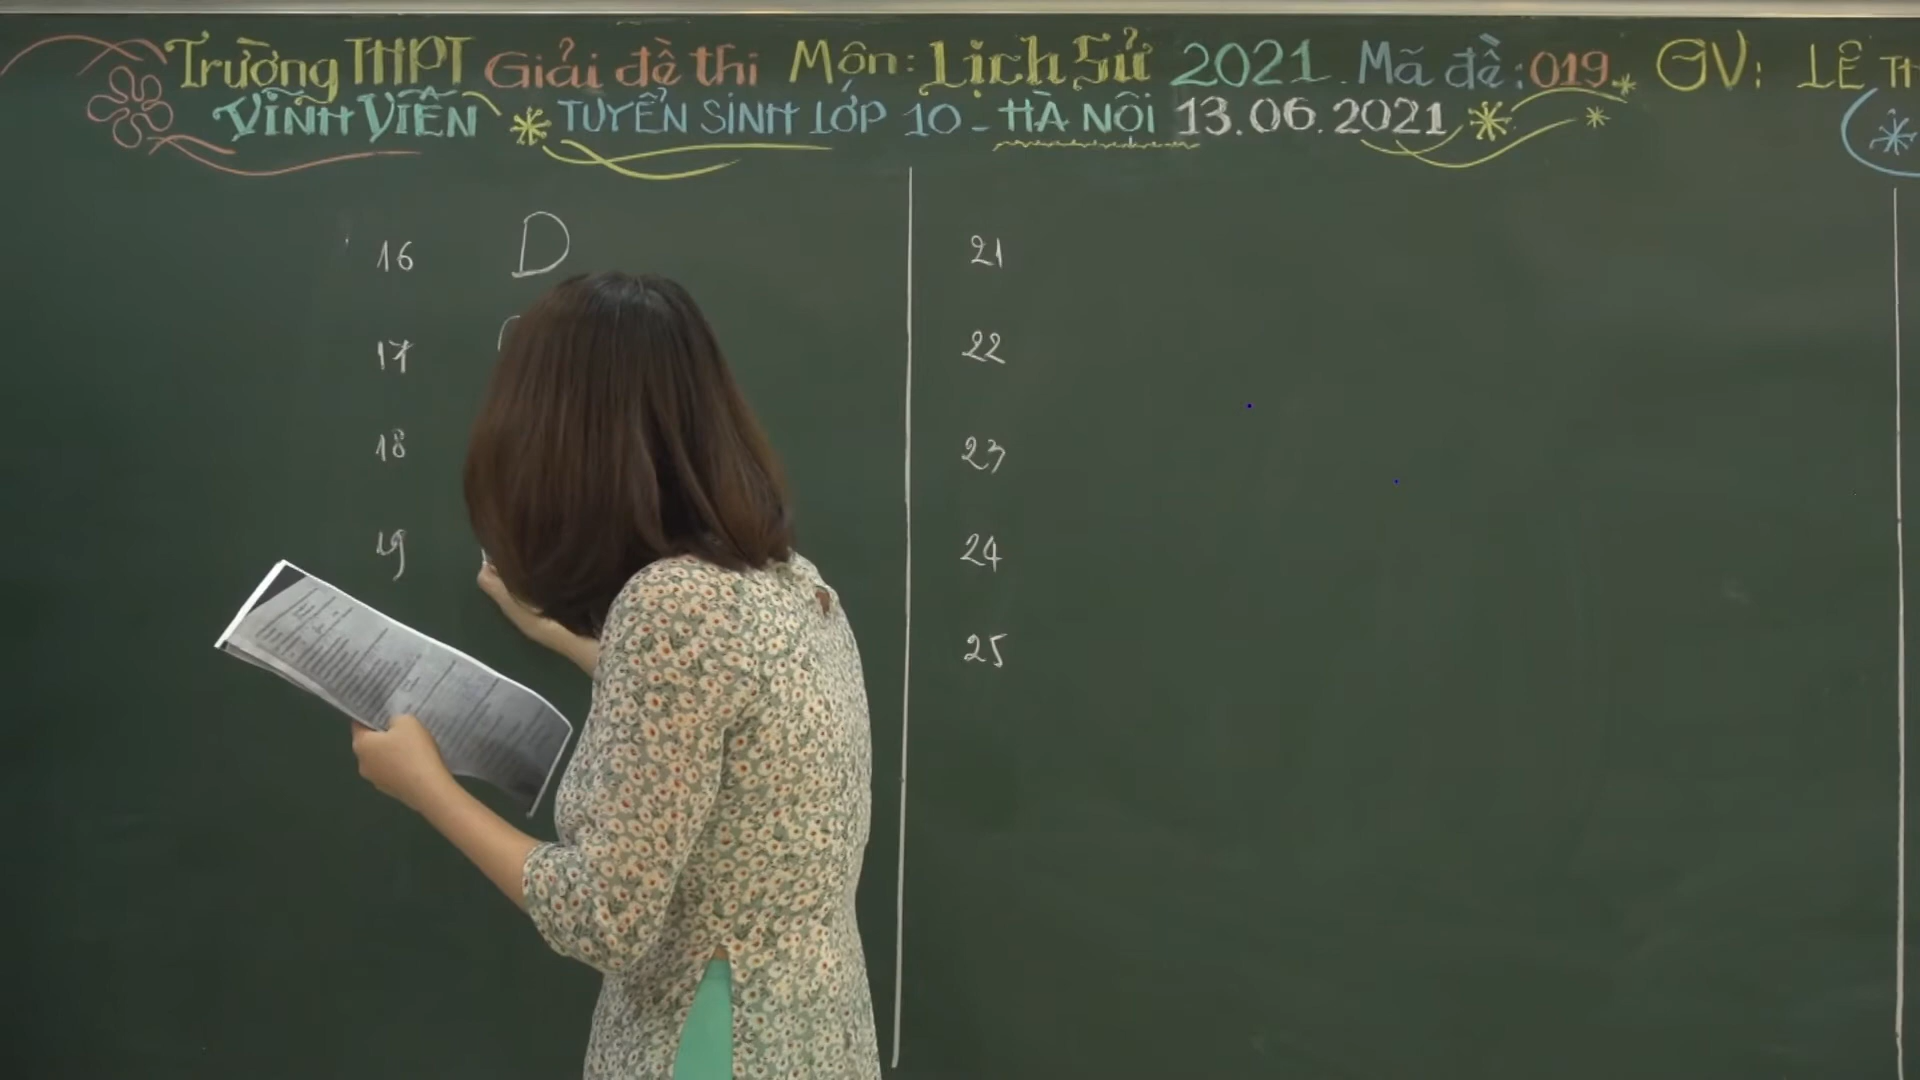 Trường THPT Giải đề thi Môn: Lịch Sử 2021. Mã đề: 019 GV: LÊ TH
VĨNH VIỄN TUYỂN SINH LỚP 10 - HÀ NỘI 13.06.2021
16 D
17
18
19
21
22
23
24
25